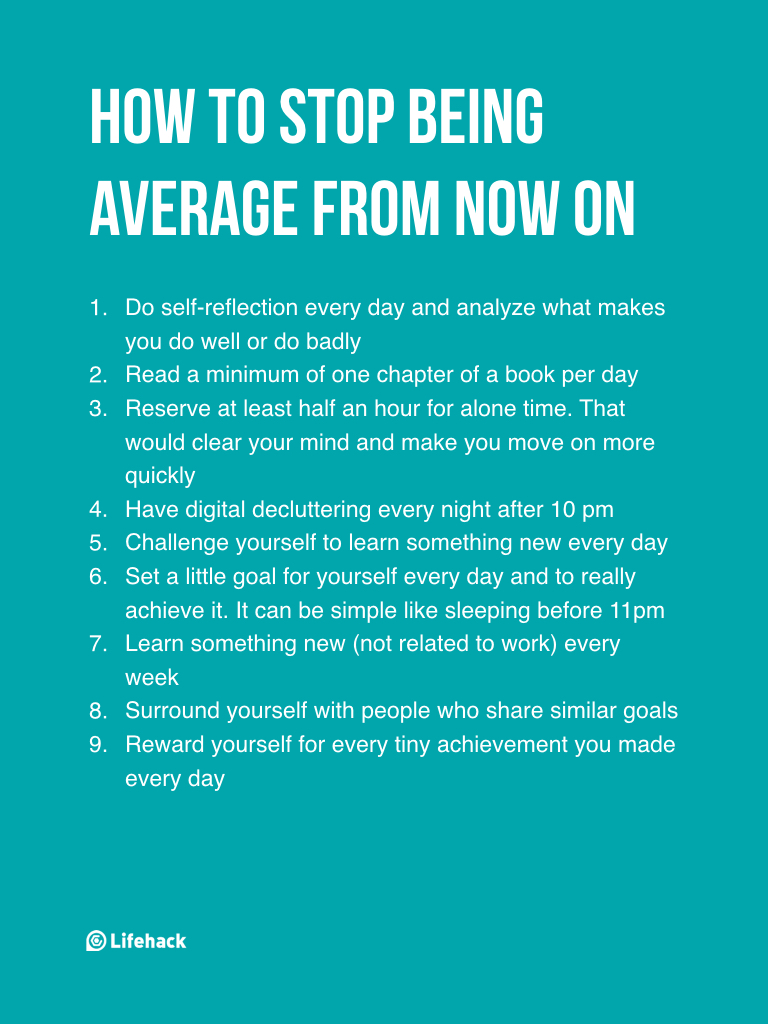 HOW TO STOP BEING
AVERAGE FROM NOW ON
1. Do self-reflection every day and analyze what makes
you do well or do badly
2. Read a minimum of one chapter of a book per day
3. Reserve at least half an hour for alone time. That
would clear your mind and make you move on more
quickly
4. Have digital decluttering every night after 10 pm
5. Challenge yourself to learn something new every day
6. Set a little goal for yourself every day and to really
achieve it. It can be simple like sleeping before 11pm
7. Learn something new (not related to work) every
week
8. Surround yourself with people who share similar goals
9. Reward yourself for every tiny achievement you made
every day
Lifehack